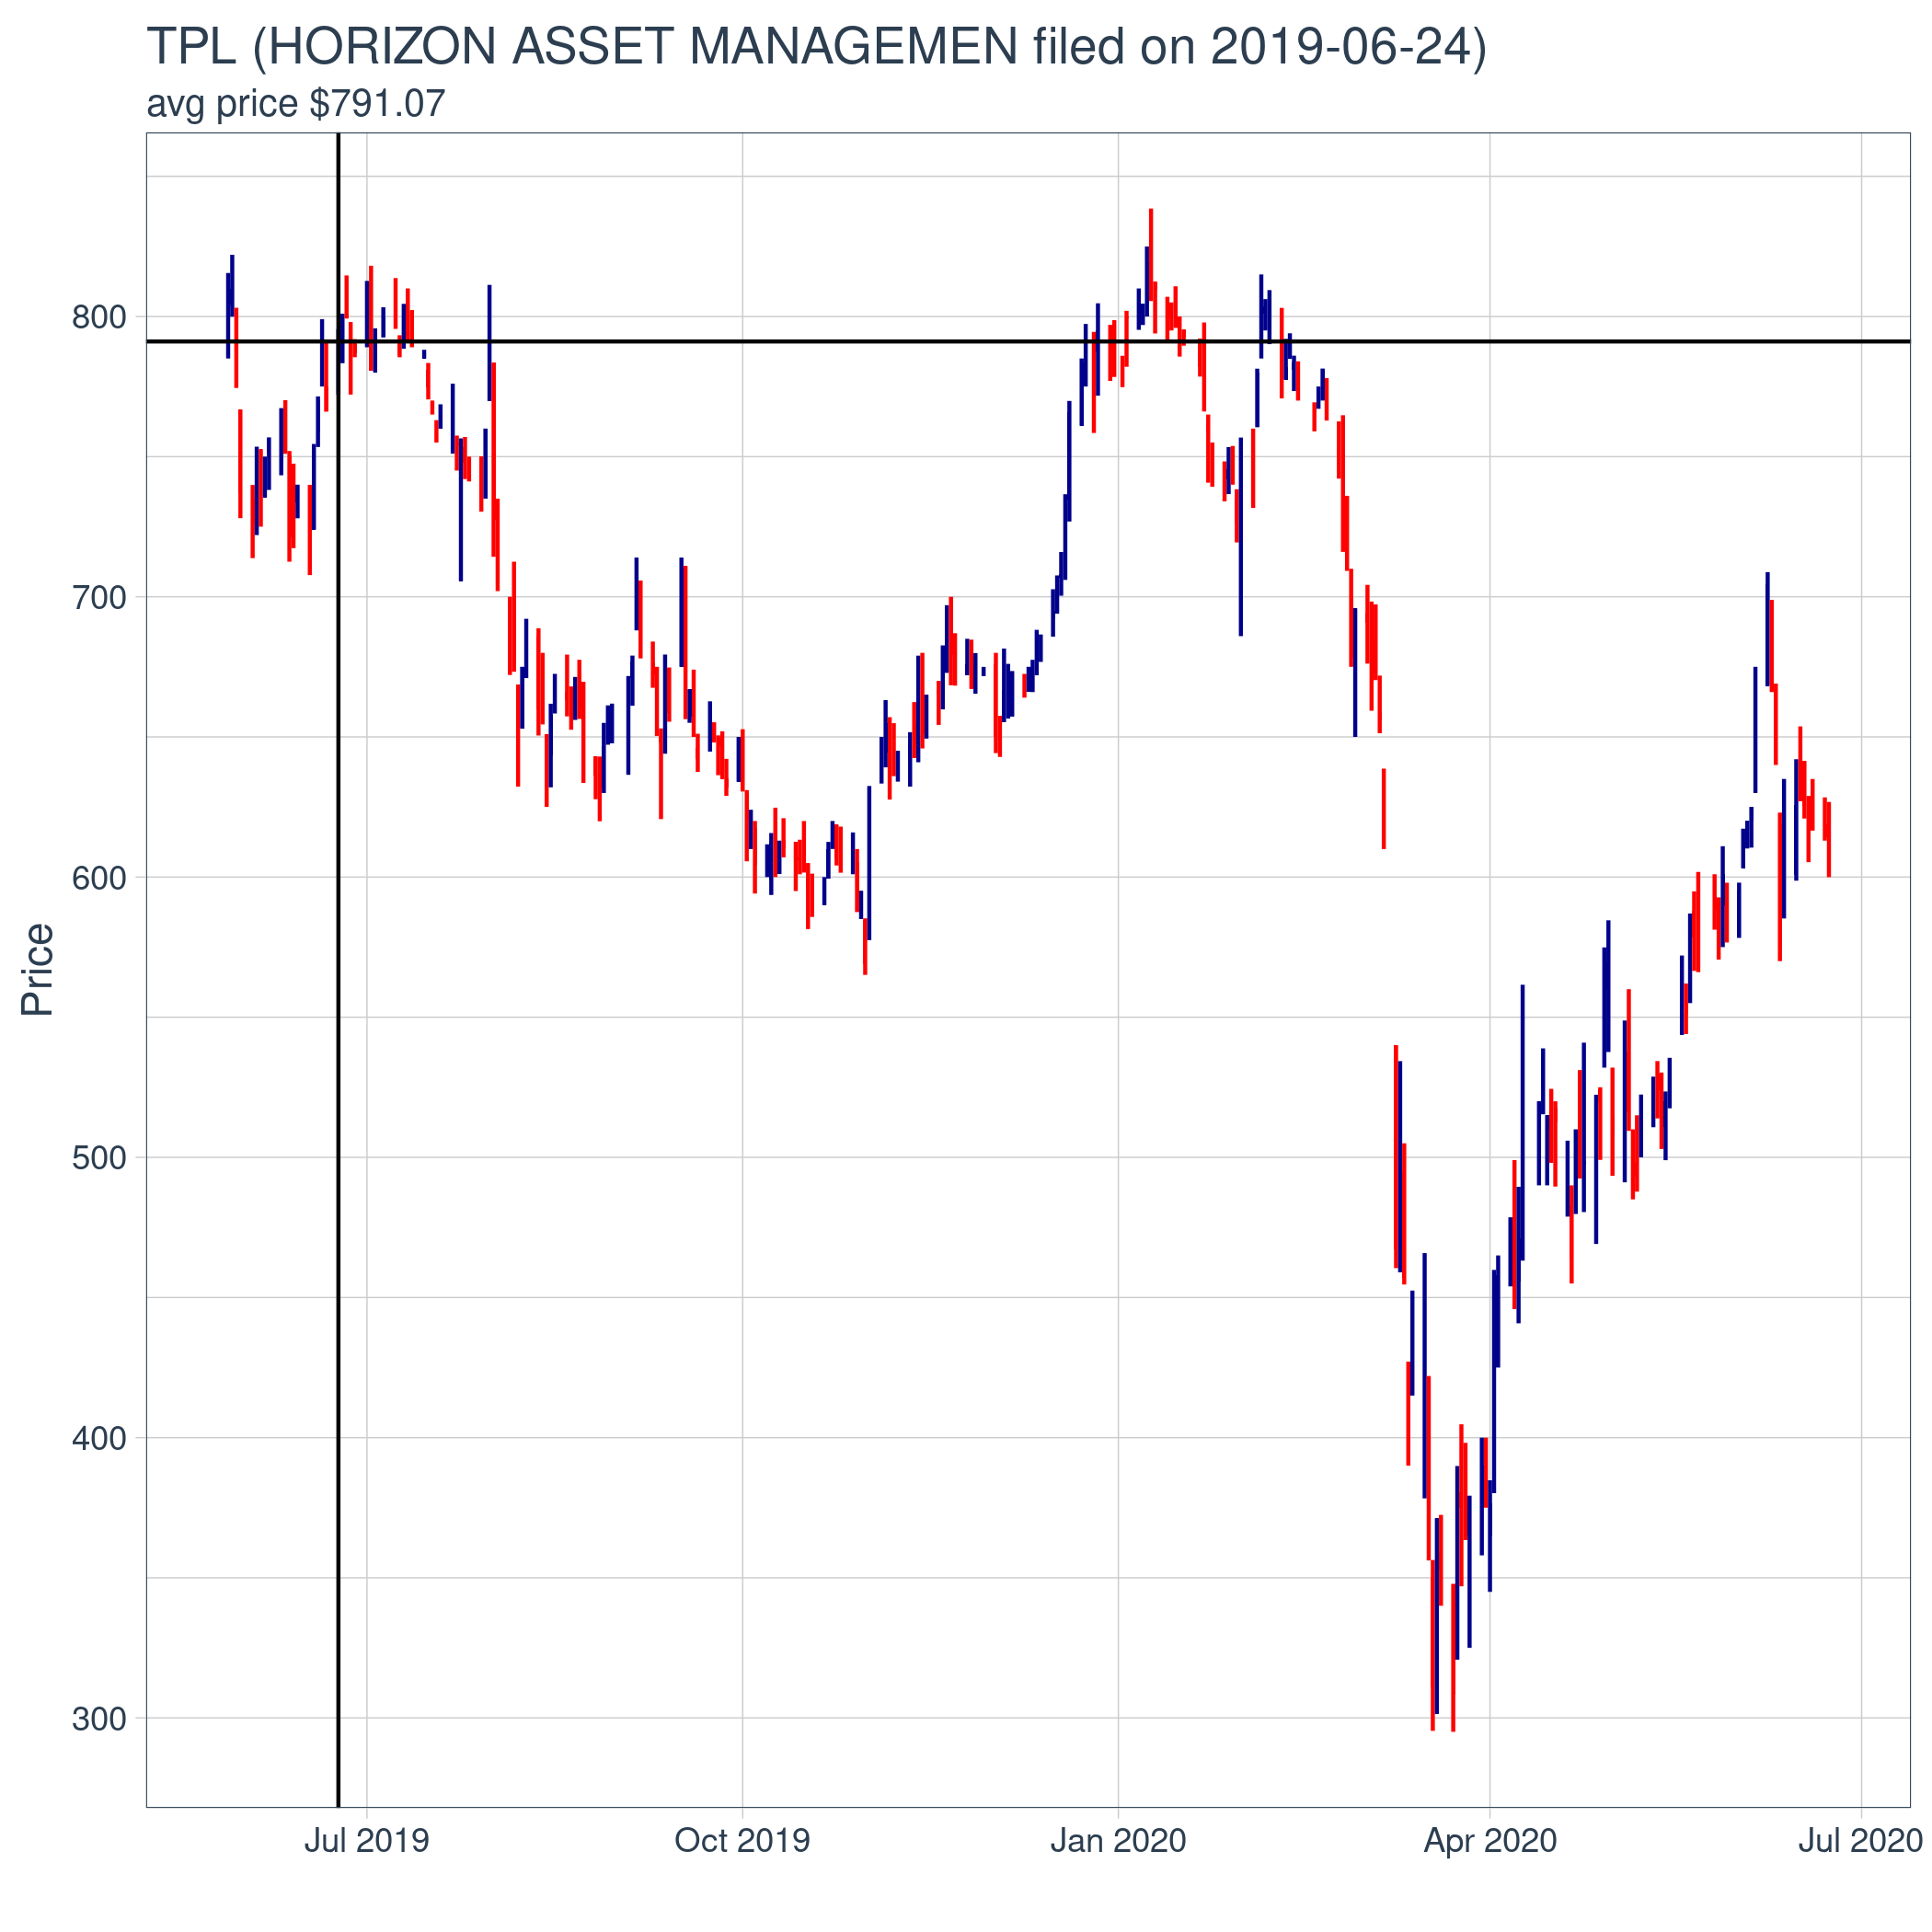 TPL (HORIZON ASSET MANAGEMEN filed on 2019-06-24)
avg price $791.07
800
700
600
500
400
300
Price
Jul 2019
Oct 2019
Jan 2020
Apr 2020
Jul 2020